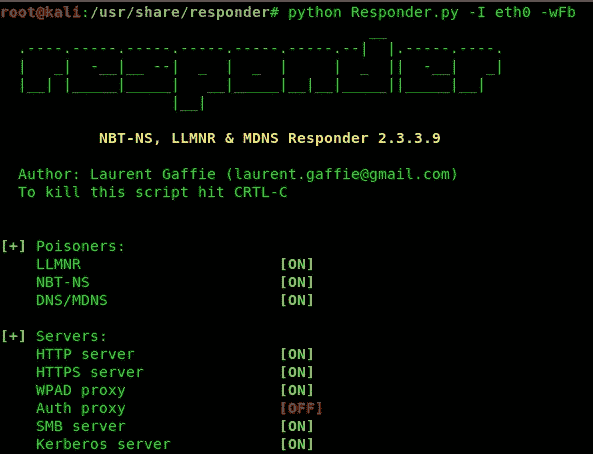 root@kali:/usr/share/responder# python Responder.py -I eth0 -wFb
NBT-NS, LLMNR & MDNS Responder 2.3.3.9
Author: Laurent Gaffie (laurent.gaffie@gmail.com)
To kill this script hit CRTL-C
[+] Poisoners:
LLMNR [ON]
NBT-NS [ON]
DNS/MDNS [ON]
[+] Servers:
HTTP server [ON]
HTTPS server [ON]
WPAD proxy [ON]
Auth proxy [OFF]
SMB server [ON]
Kerberos server [ON]